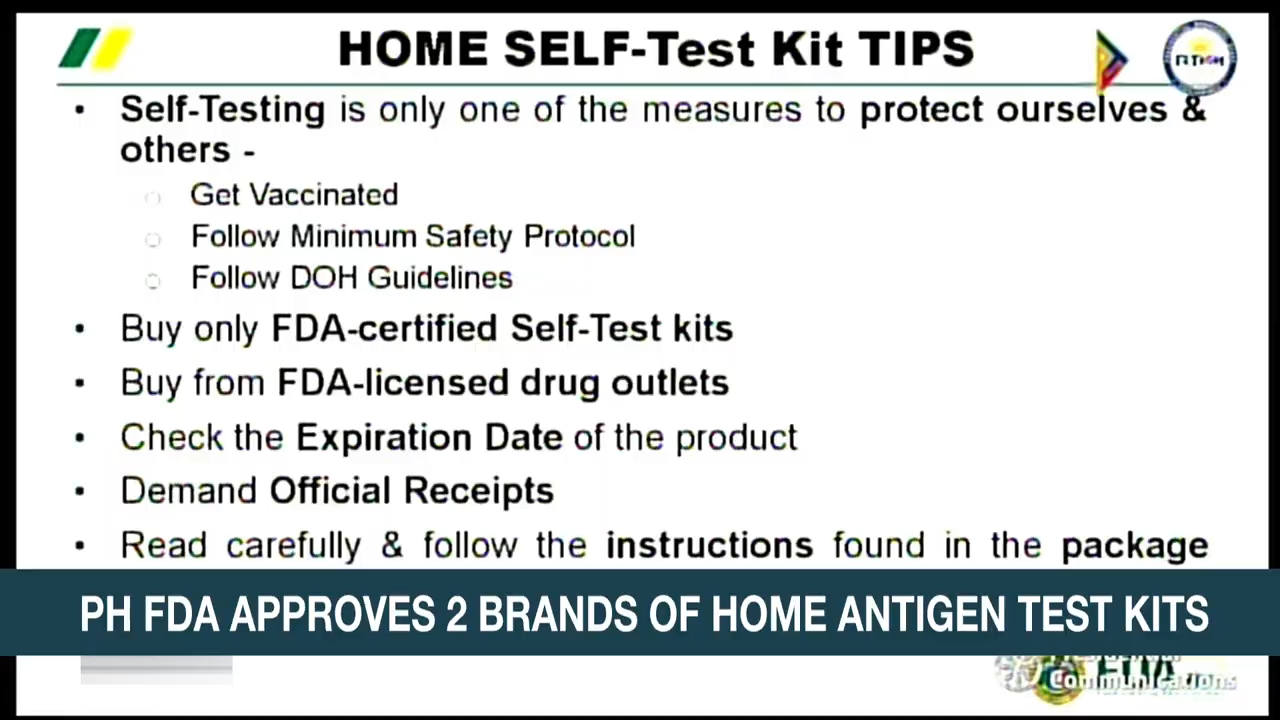 HOME SELF-Test Kit TIPS
• Self-Testing is only one of the measures to protect ourselves &
others -
○ Get Vaccinated
○ Follow Minimum Safety Protocol
○ Follow DOH Guidelines
• Buy only FDA-certified Self-Test kits
• Buy from FDA-licensed drug outlets
• Check the Expiration Date of the product
• Demand Official Receipts
• Read carefully & follow the instructions found in the package
PH FDA APPROVES 2 BRANDS OF HOME ANTIGEN TEST KITS
Communications